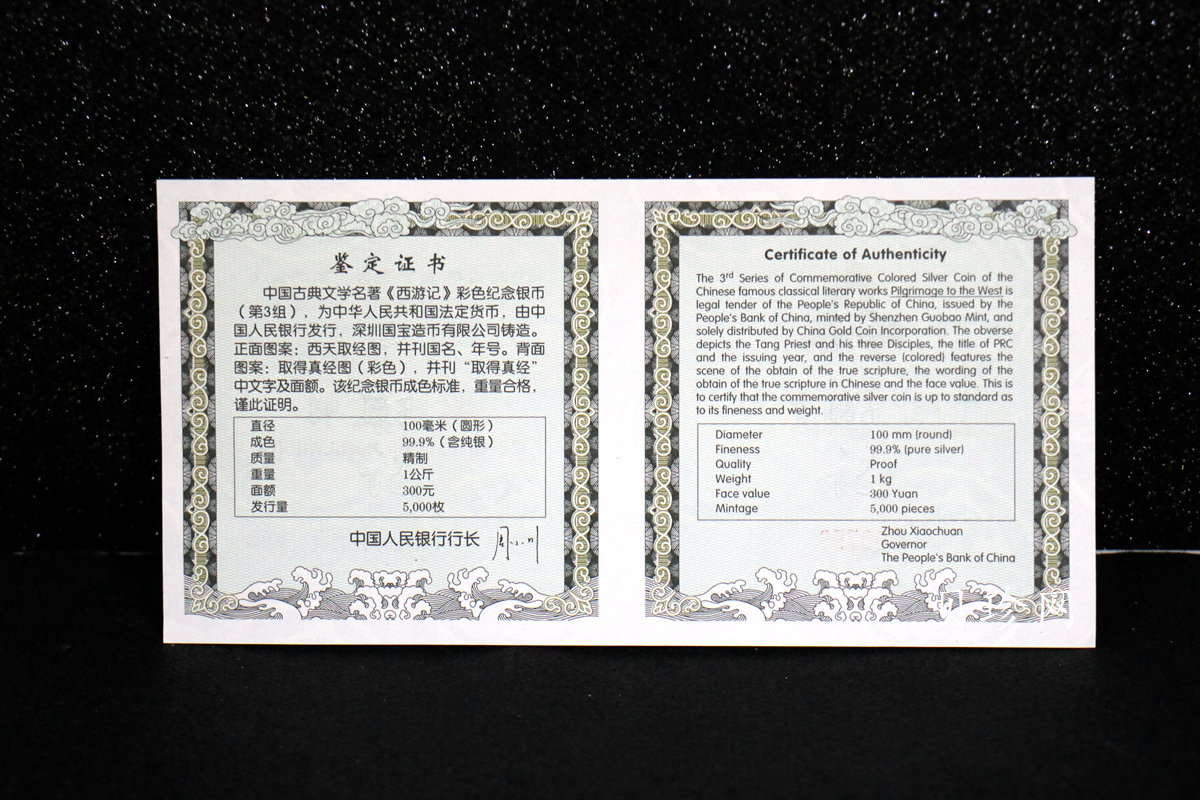 鉴定证书
中国古典文学名著《西游记》彩色纪念银币
（第3组），为中华人民共和国法定货币，由中
国人民银行发行，深圳国宝造币有限公司铸造。
正面图案：西天取经图，并刊国名、年号。背面
图案：取得真经图（彩色），并刊“取得真经”
中文字及面额。该纪念银币成色标准，重量合格，
谨此证明。
直径 100毫米（圆形）
成色 99.9%（含纯银）
质量 精制
重量 1公斤
面额 300元
发行量 5,000枚
中国人民银行行长
Certificate of Authenticity
The 3rd Series of Commemorative Colored Silver Coin of the
Chinese famous classical literary works Pilgrimage to the West is
legal tender of the People's Republic of China, issued by the
People's Bank of China, minted by Shenzhen Guobao Mint, and
solely distributed by China Gold Coin Incorporation. The obverse
depicts the Tang Priest and his three Disciples, the title of PRC
and the issuing year, and the reverse (colored) features the
scene of the obtain of the true scripture, the wording of the
obtain of the true scripture in Chinese and the face value. This is
to certify that the commemorative silver coin is up to standard as
to its fineness and weight.
Diameter 100 mm (round)
Fineness 99.9% (pure silver)
Quality Proof
Weight 1 kg
Face value 300 Yuan
Mintage 5,000 pieces
Zhou Xiaochuan
Governor
The People's Bank of China